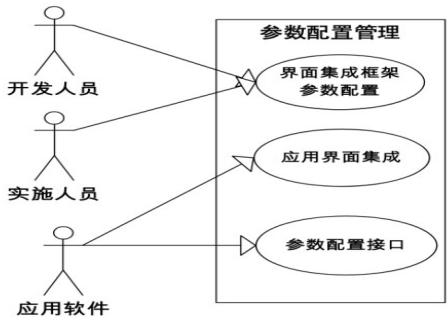 参数配置管理
界面集成框架
参数配置
开发人员
应用界面集成
实施人员
参数配置接口
应用软件